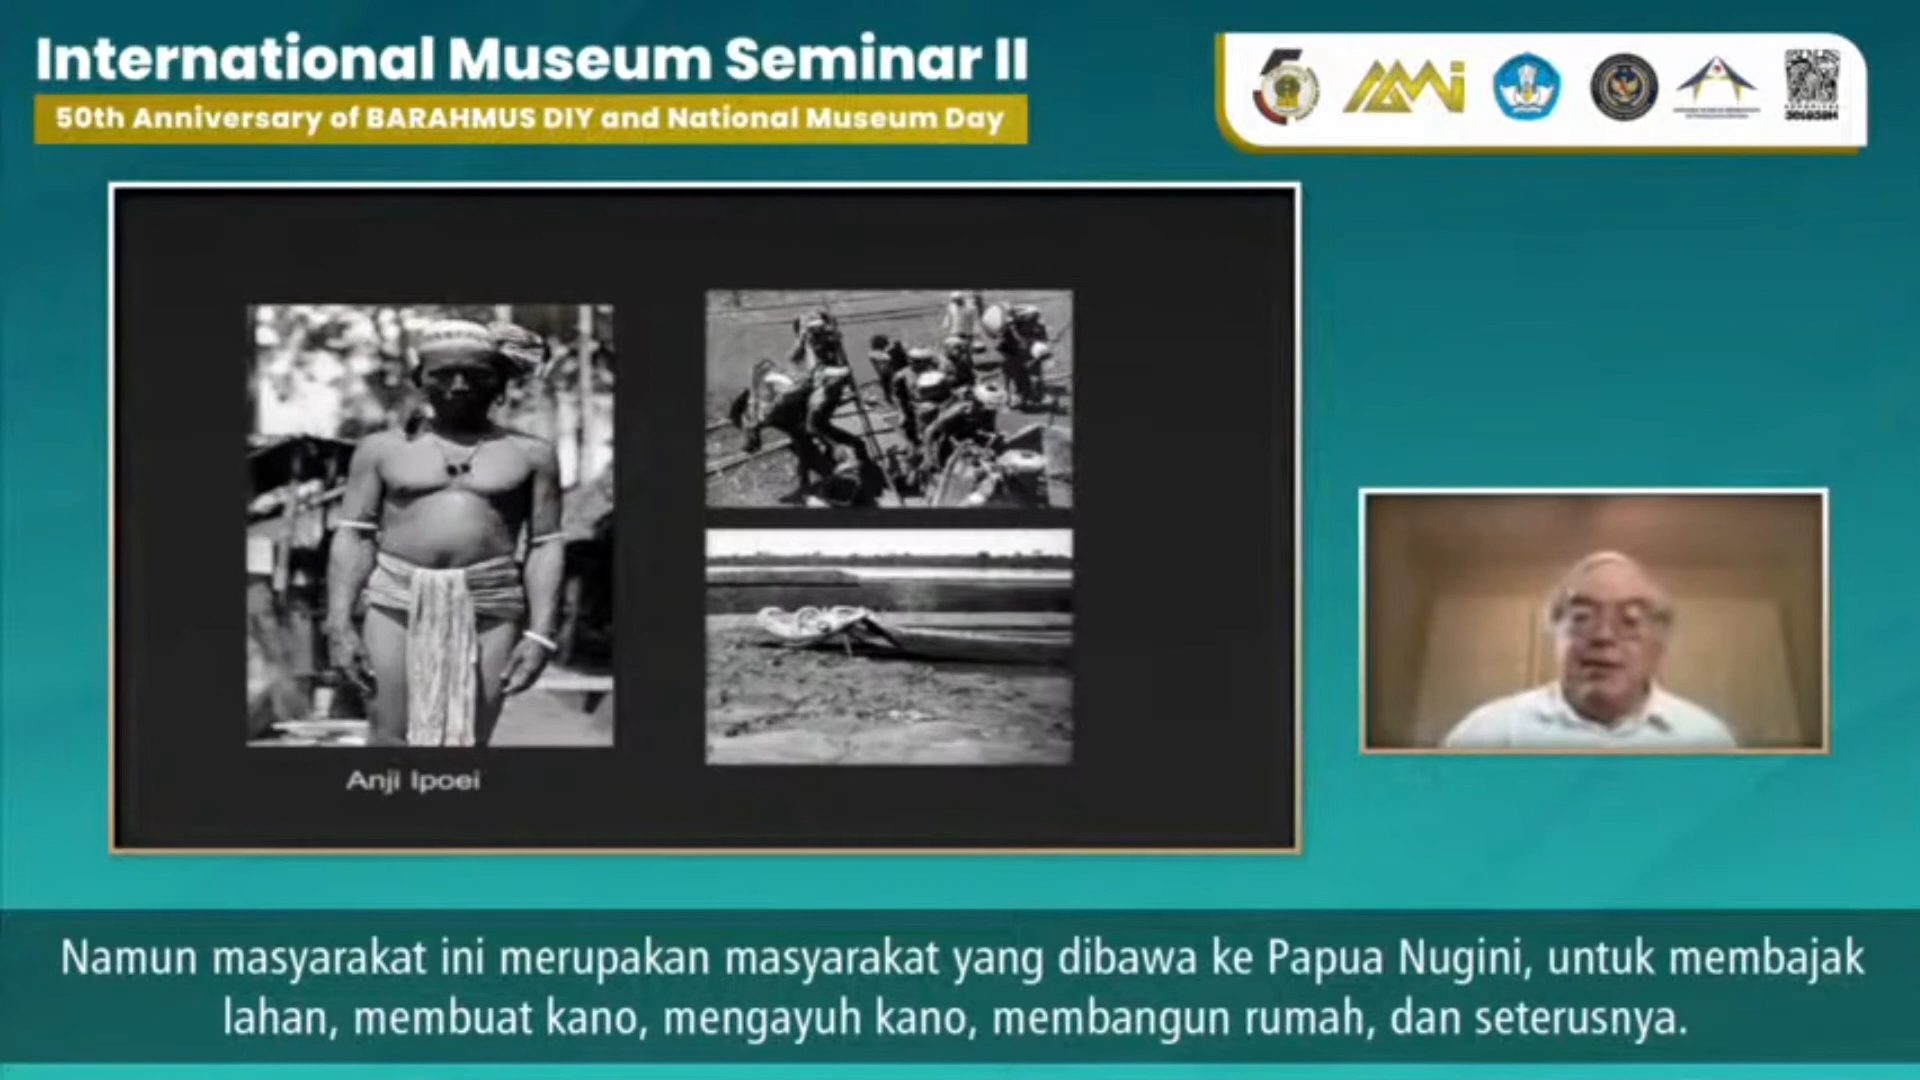 International Museum Seminar II
50th Anniversary of BARAHMUS DIY and National Museum Day
Anji Ipoei
Namun masyarakat ini merupakan masyarakat yang dibawa ke Papua Nugini, untuk membajak
lahan, membuat kano, mengayuh kano, membangun rumah, dan seterusnya.